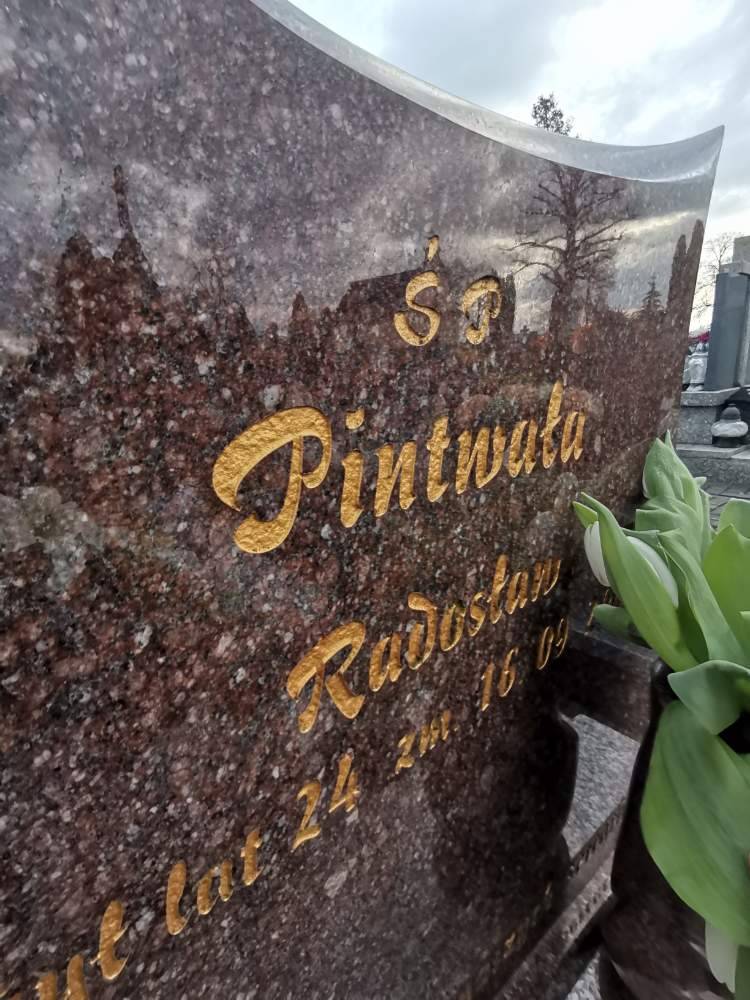 Ś P
Pintwała
Radosław
lat 24 zm 16 09